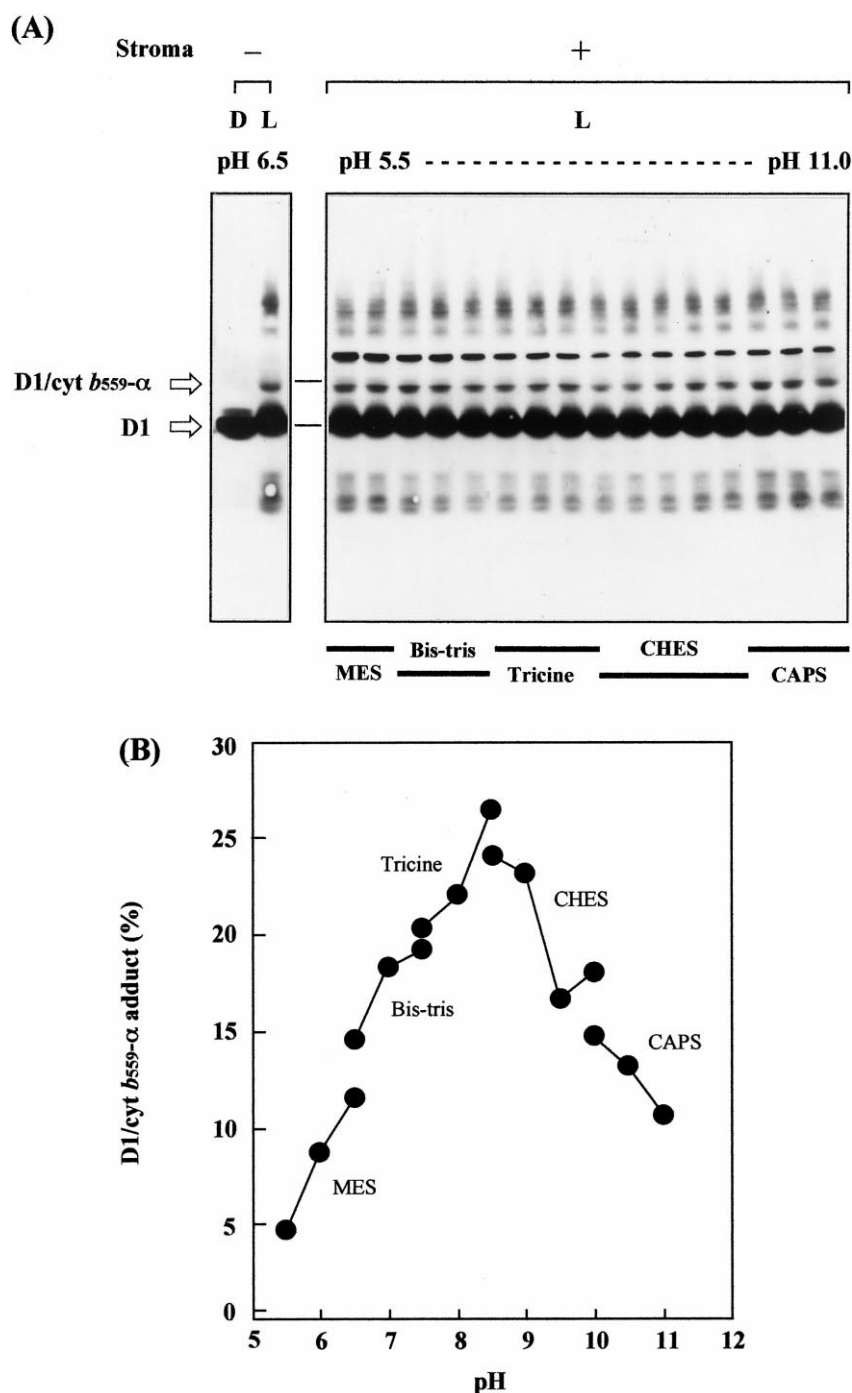 (A)
Stroma − +
D L L
pH 6.5 pH 5.5 pH 11.0
D1/cyt b559-α
D1
Bis-tris CHES
MES Tricine CAPS
(B)
30
25
20
15
10
5
0
D1/cyt b559-α adduct (%)
Tricine
CHES
Bis-tris
CAPS
MES
5 6 7 8 9 10 11 12
pH